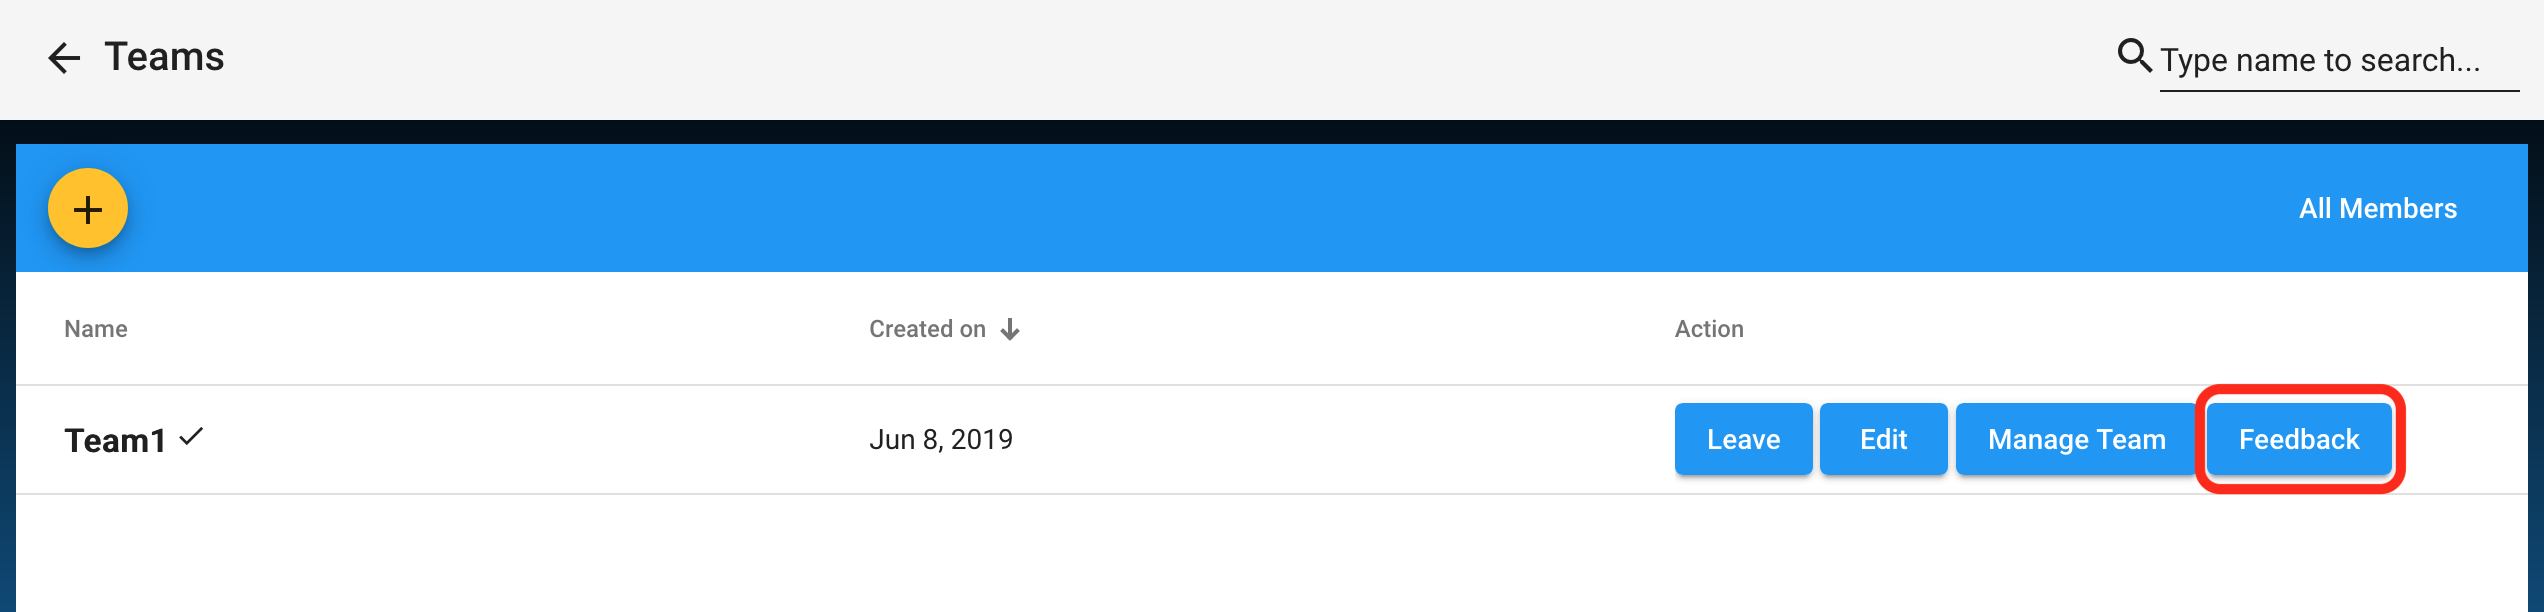 Teams
Type name to search...
All Members
Name Created on Action
Team1 Jun 8, 2019 Leave Edit Manage Team Feedback